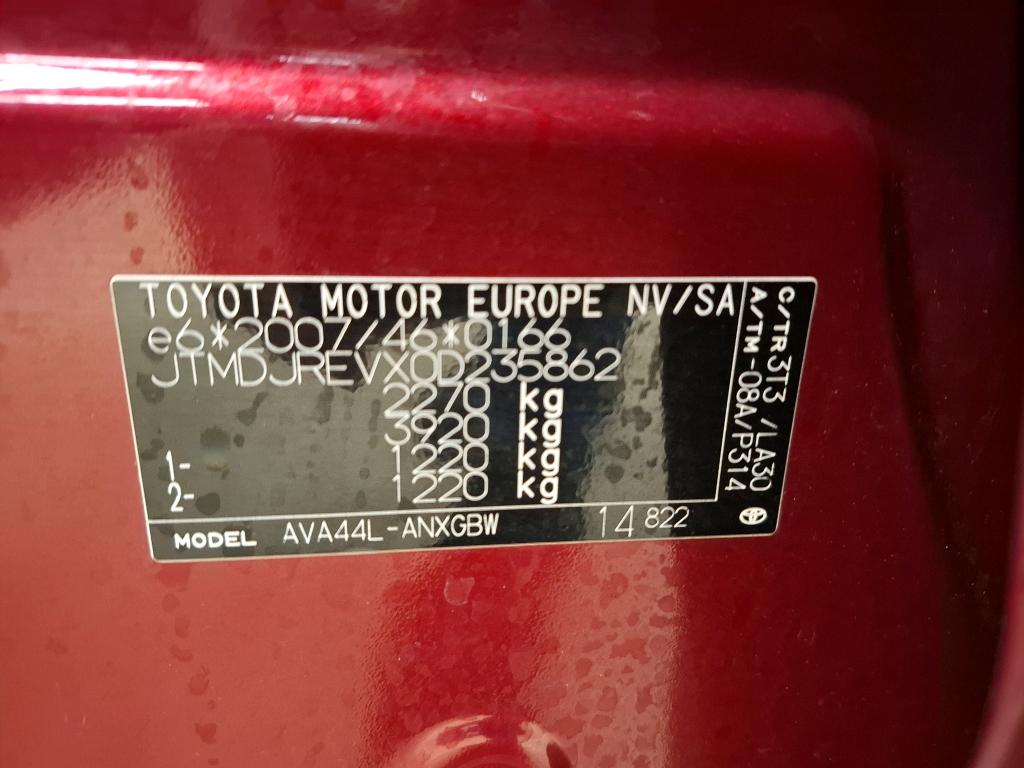 TOYOTA MOTOR EUROPE NV/SA
e6*2007/46*0166
JTMDJREVX0D235862
2270 kg
3920 kg
1- 1220 kg
2- 1220 kg
MODEL AVA44L-ANXGBW 14 822
C/TR 3T3 /LA30
A/TM -08A/P314